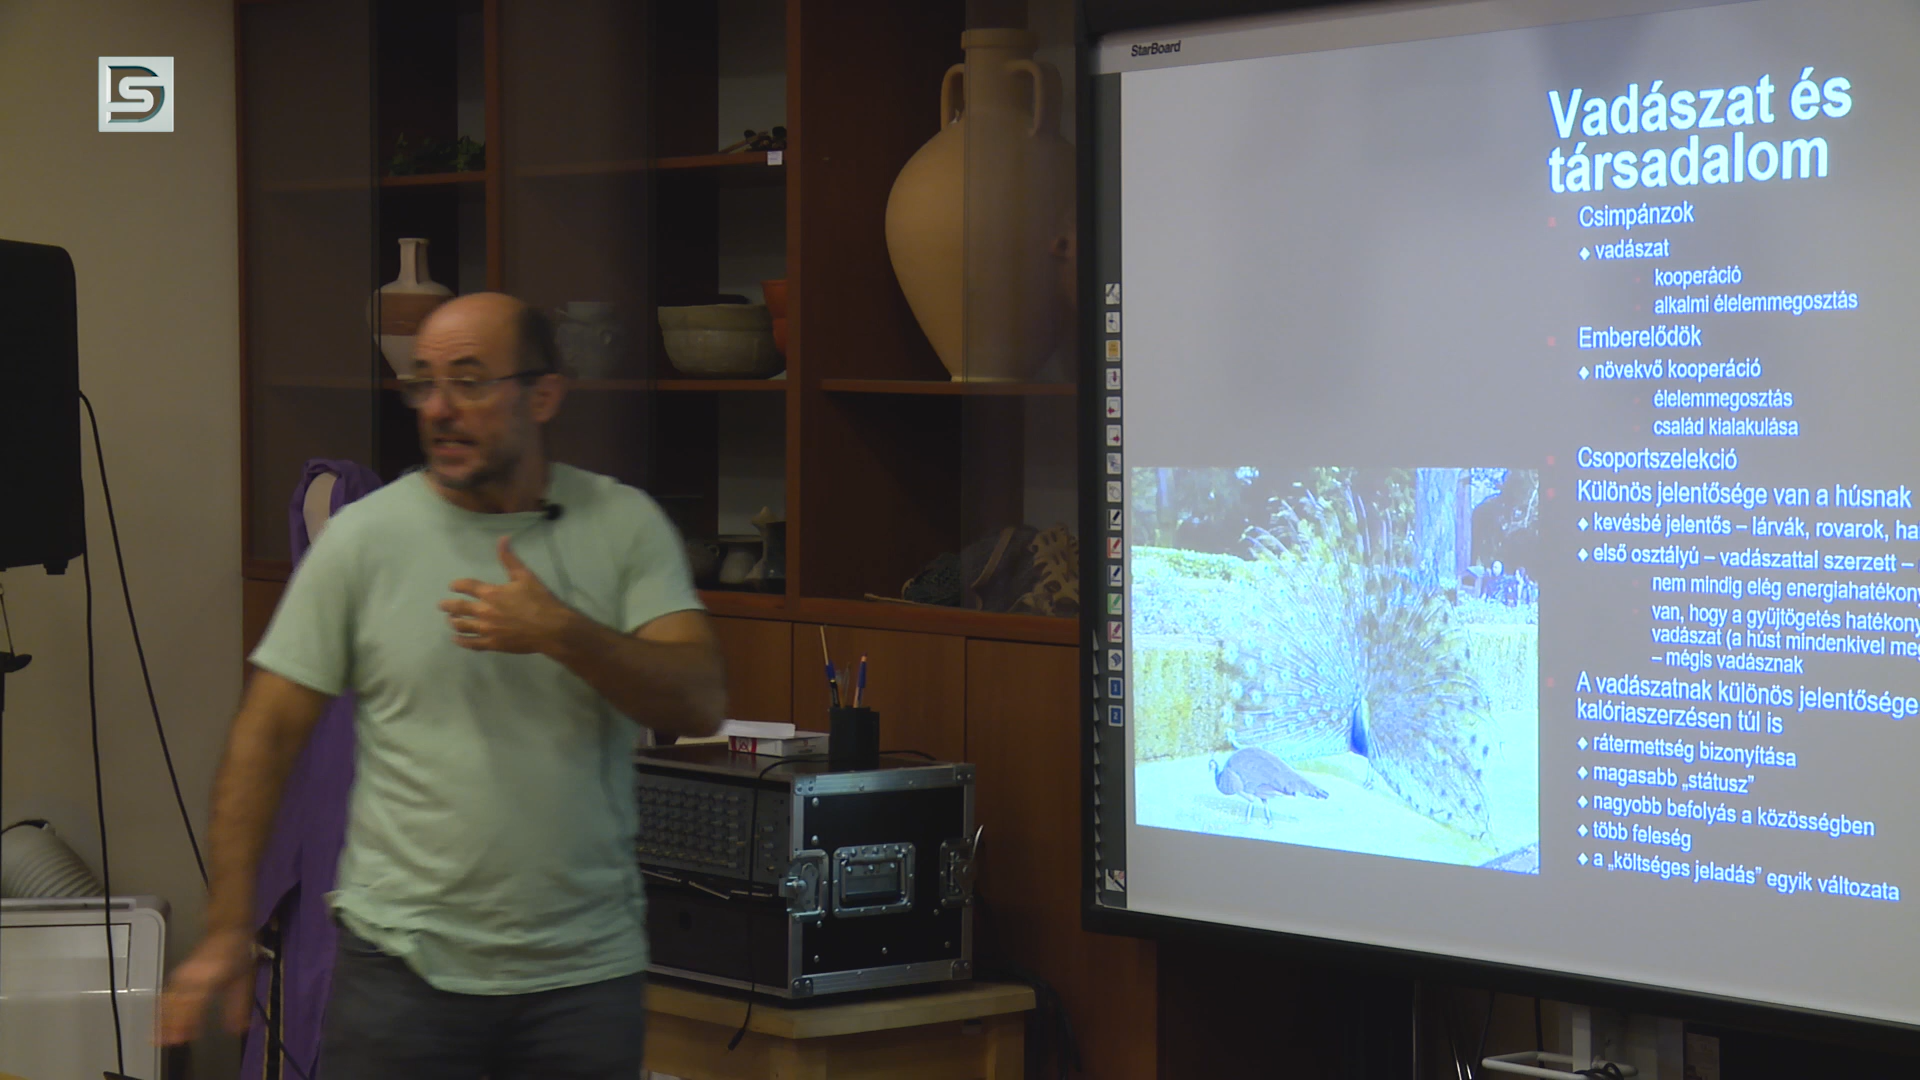 StarBoard
Vadászat és
társadalom
Csimpánzok
vadászat
kooperáció
alkalmi élelemmegosztás
Emberelődök
növekvő kooperáció
élelemmegosztás
család kialakulása
Csoportszelekció
Különös jelentősége van a húsnak
kevésbé jelentős – lárvák, rovarok,
első osztályú – vadászattal szerzett –
nem mindig elég
van, hogy a gyűjtögetés
vadászat (a húst mindenkivel
– mégis vadásznak
A vadászatnak különös jelentősége
kalóriaszerzésen túl is
rátermettség bizonyítása
magasabb „státusz”
nagyobb befolyás a közösségben
több feleség
a „költséges jeladás” egyik változata